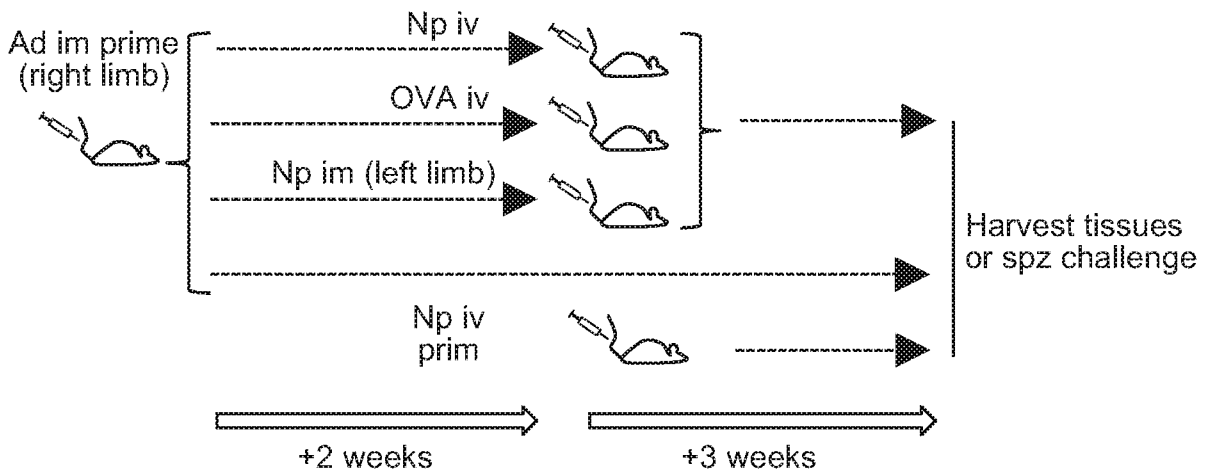 Ad im prime
(right limb)
Np iv
OVA iv
Np im (left limb)
Harvest tissues
or spz challenge
Np iv
prim
+2 weeks
+3 weeks